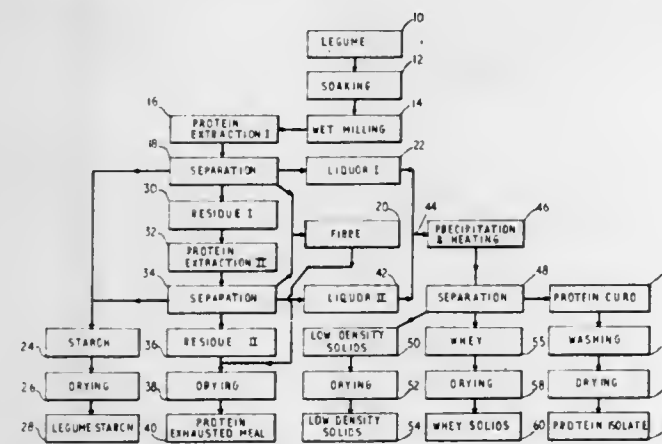 10
LEGUME
12
SOAKING
16
14
PROTEIN
EXTRACTION I
WET MILLING
18
22
SEPARATION
LIQUOR I
30
20
44
46
RESIDUE I
FIBRE
PRECIPITATION
& HEATING
32
PROTEIN
EXTRACTION II
34
42
48
SEPARATION
LIQUOR II
SEPARATION
PROTEIN CURD
24
STARCH
36
RESIDUE II
LOW DENSITY
SOLIDS
50
WHEY
55
WASHING
26
DRYING
38
DRYING
DRYING
52
DRYING
58
DRYING
28
LEGUME STARCH
40
PROTEIN
EXHAUSTED MEAL
LOW DENSITY
SOLIDS
54
WHEY SOLIDS
60
PROTEIN ISOLATE